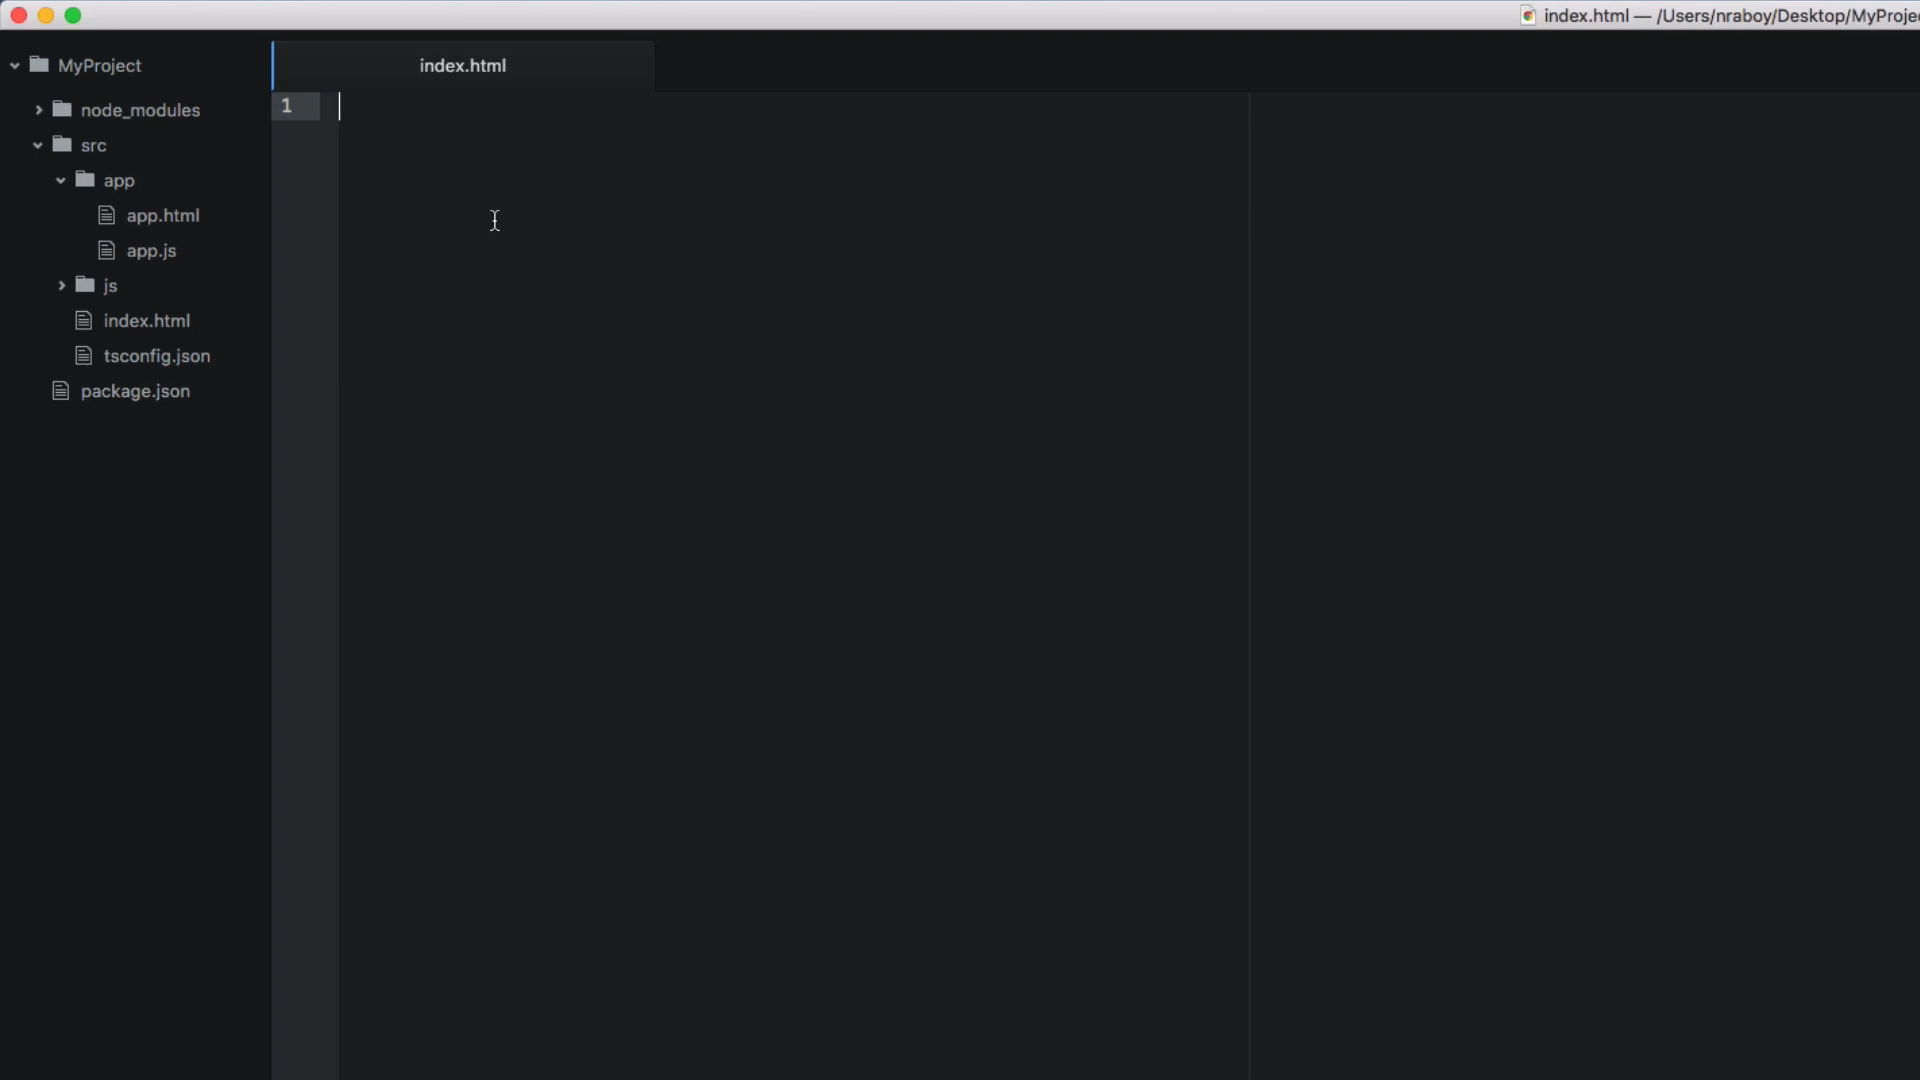 index.html — /Users/nraboy/Desktop/MyProje
MyProject
index.html
node_modules
1
src
app
app.html
app.js
js
index.html
tsconfig.json
package.json